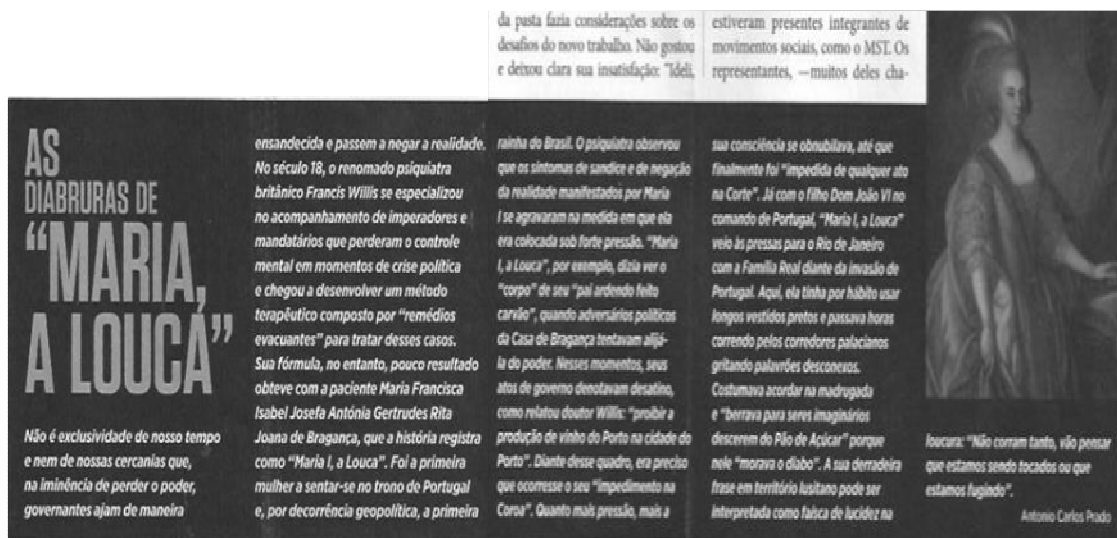 da pasta fazia considerações sobre os
desafios do novo trabalho. Não gostou
e deixou clara sua insatisfação: "Ideli,
estiveram presentes integrantes de
movimentos sociais, como o MST. Os
representantes, —muitos deles cha-
AS
DIABRURAS DE
“MARIA,
A LOUCA”
Não é exclusividade de nosso tempo
e nem de nossas cercanias que,
na iminência de perder o poder,
governantes ajam de maneira
ensandecida e passem a negar a realidade.
No século 18, o renomado psiquiatra
britânico Francis Willis se especializou
no acompanhamento de imperadores e
mandatários que perderam o controle
mental em momentos de crise política
e chegou a desenvolver um método
terapêutico composto por “remédios
evacuantes” para tratar desses casos.
Sua fórmula, no entanto, pouco resultado
obteve com a paciente Maria Francisca
Isabel Josefa Antónia Gertrudes Rita
Joana de Bragança, que a história registra
como “Maria I, a Louca”. Foi a primeira
mulher a sentar-se no trono de Portugal
e, por decorrência geopolítica, a primeira
rainha do Brasil. O psiquiatra observou
que os sintomas de sandice e de negação
da realidade manifestados por Maria
I se agravaram na medida em que ela
era colocada sob forte pressão. “Maria
I, a Louca”, por exemplo, dizia ver o
“corpo” de seu “pai ardendo feito
carvão”, quando adversários políticos
da Casa de Bragança tentavam alijá-
la do poder. Nesses momentos, seus
atos de governo denotavam desatino,
como relatou doutor Willis: “proibir a
produção de vinho do Porto na cidade do
Porto”. Diante desse quadro, era preciso
que ocorresse o seu “impedimento na
Coroa”. Quanto mais pressão, mais a
sua consciência se obnubilava, até que
finalmente foi “impedida de qualquer ato
na Corte”. Já com o filho Dom João VI no
comando de Portugal, “Maria I, a Louca”
veio às pressas para o Rio de Janeiro
com a Família Real diante da invasão de
Portugal. Aqui, ela tinha por hábito usar
longos vestidos pretos e passava horas
correndo pelos corredores palacianos
gritando palavrões desconexos.
Costumava acordar na madrugada
e “berrava para seres imaginários
descerem do Pão de Açúcar” porque
nele “morava o diabo”. A sua derradeira
frase em território lusitano pode ser
interpretada como faísca de lucidez na
loucura: “Não corram tanto, vão pensar
que estamos sendo tocados ou que
estamos fugindo”.
Antonio Carlos Prado